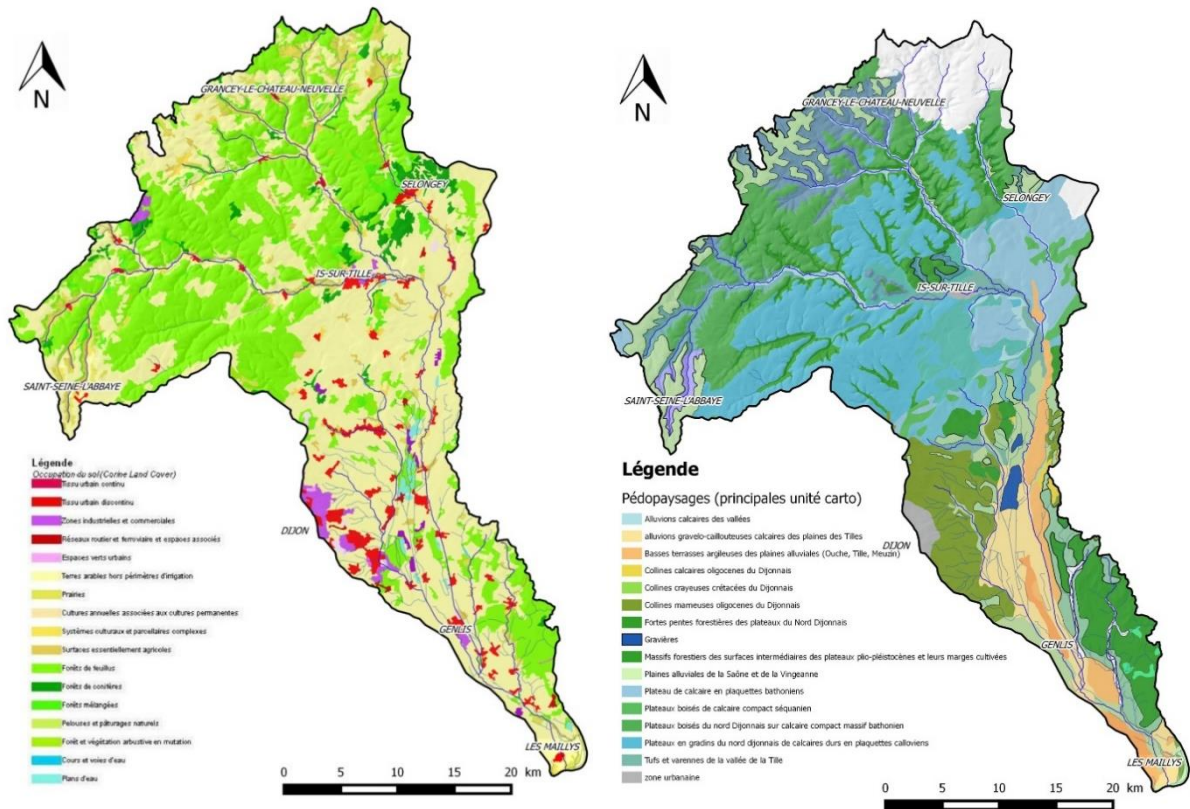 N
GRANCEY-LE-CHATEAU-NEUVELLE
SELONGEY
IS-SUR-TILLE
SAINT-SEINE-L'ABBAYE
DIJON
GENLIS
LES MAILLYS
Légende
Occupation du sol(Corine Land Cover)
Tissu urbain continu
Tissu urbain discontinu
Zones industrielles et commerciales
Réseaux routier et ferroviaire et espaces associés
Espaces verts urbains
Terres arables hors périmètres d'irrigation
Prairies
Cultures annuelles associées aux cultures permanentes
Systèmes culturaux et parcellaires complexes
Surfaces essentiellement agricoles
Forêts de feuillus
Forêts de conifères
Forêts mélangées
Pelouses et pâturages naturels
Forêt et végétation arbustive en mutation
Cours et voies d'eau
Plans d'eau
0 5 10 15 20 km
N
GRANCEY-LE-CHATEAU-NEUVELLE
SELONGEY
IS-SUR-TILLE
SAINT-SEINE-L'ABBAYE
DIJON
GENLIS
LES MAILLYS
Légende
Pédopaysages (principales unité carto)
Alluvions calcaires des vallées
alluvions gravelo-caillouteuses calcaires des plaines des Tilles
Basses terrasses argileuses des plaines alluviales (Ouche, Tille, Meuzin)
Collines calcaires oligocenes du Dijonnais
Collines crayeuses crétacées du Dijonnais
Collines marneuses oligocenes du Dijonnais
Fortes pentes forestières des plateaux du Nord Dijonnais
Gravières
Massifs forestiers des surfaces intermédiaires des plateaux plio-pléistocènes et leurs marges cultivées
Plaines alluviales de la Saône et de la Vingeanne
Plateau de calcaire en plaquettes bathoniens
Plateaux boisés de calcaire compact séquanien
Plateaux boisés du nord Dijonnais sur calcaire compact massif bathonien
Plateaux en gradins du nord dijonnais de calcaires durs en plaquettes calloviens
Tufs et varennes de la vallée de la Tille
zone urbanaine
0 5 10 15 20 km